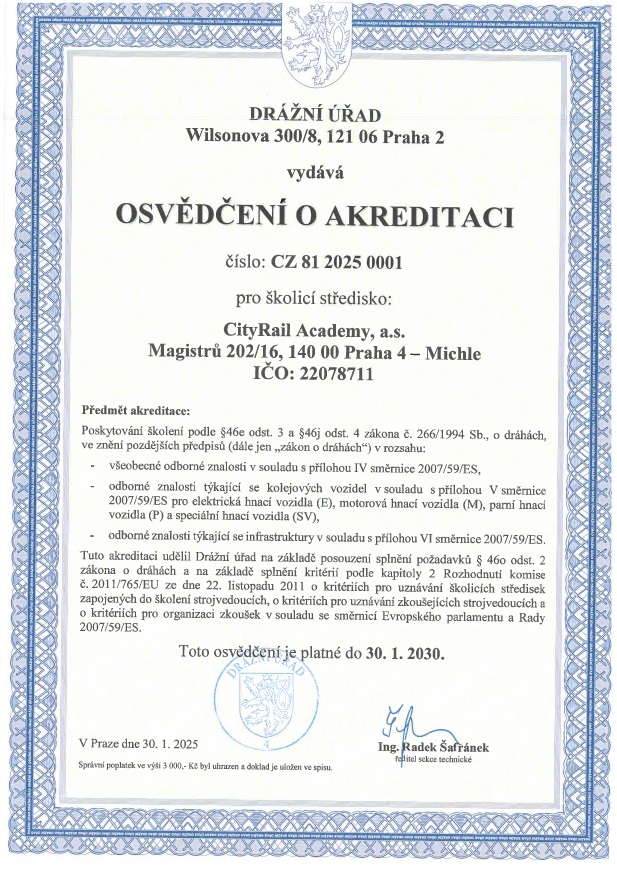 DRÁŽNÍ ÚŘAD
Wilsonova 300/8, 121 06 Praha 2
vydává
OSVĚDČENÍ O AKREDITACI
číslo: CZ 81 2025 0001
pro školicí středisko:
CityRail Academy, a.s.
Magistrů 202/16, 140 00 Praha 4 – Michle
IČO: 22078711
Předmět akreditace:
Poskytování školení podle §46e odst. 3 a §46j odst. 4 zákona č. 266/1994 Sb., o dráhách,
ve znění pozdějších předpisů (dále jen „zákon o dráhách“) v rozsahu:
- všeobecné odborné znalosti v souladu s přílohou IV směrnice 2007/59/ES,
- odborné znalosti týkající se kolejových vozidel v souladu s přílohou V směrnice
2007/59/ES pro elektrická hnací vozidla (E), motorová hnací vozidla (M), parní hnací
vozidla (P) a speciální hnací vozidla (SV),
- odborné znalosti týkající se infrastruktury v souladu s přílohou VI směrnice 2007/59/ES.
Tuto akreditaci udělil Drážní úřad na základě posouzení splnění požadavků § 46o odst. 2
zákona o dráhách a na základě splnění kritérií podle kapitoly 2 Rozhodnutí komise
č. 2011/765/EU ze dne 22. listopadu 2011 o kritériích pro uznávání školicích středisek
zapojených do školení strojvedoucích, o kritériích pro uznávání zkoušejících strojvedoucích a
o kritériích pro organizaci zkoušek v souladu se směrnicí Evropského parlamentu a Rady
2007/59/ES.
Toto osvědčení je platné do 30. 1. 2030.
DRÁŽNÍ ÚŘAD
4
V Praze dne 30. 1. 2025
Ing. Radek Šafránek
ředitel sekce technické
Správní poplatek ve výši 3 000,- Kč byl uhrazen a doklad je uložen ve spisu.